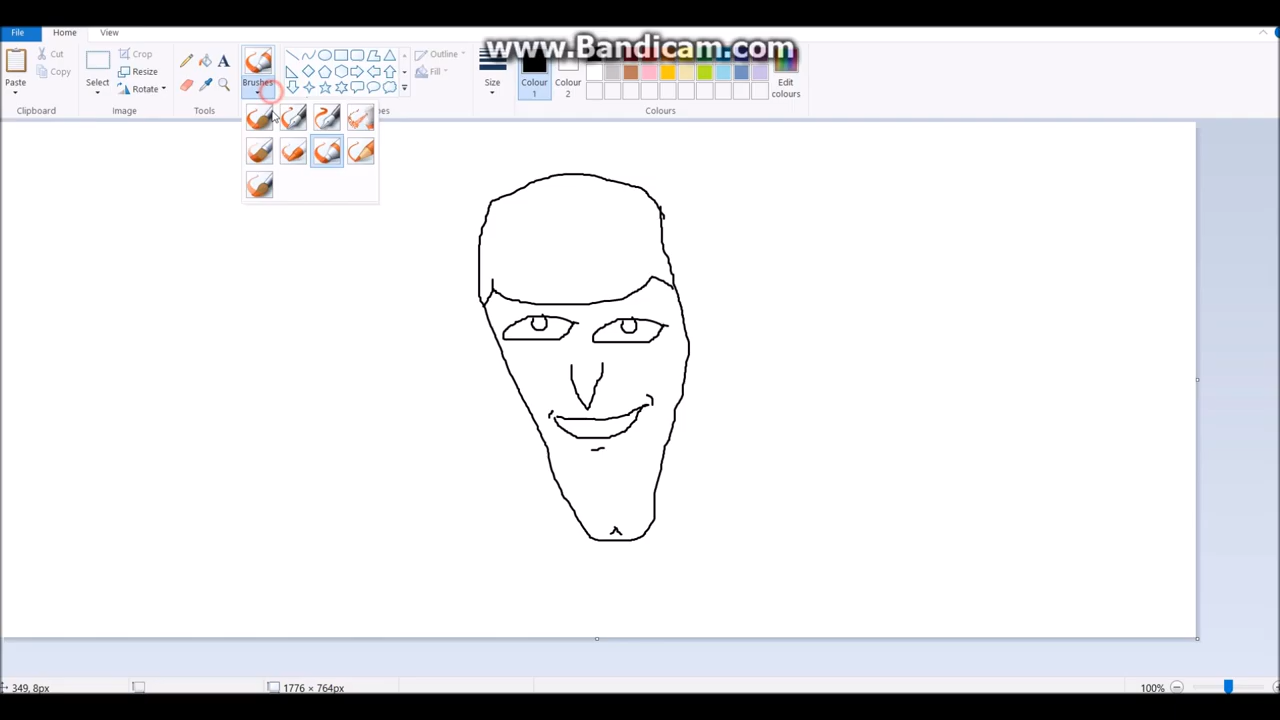 File Home View
www.Bandicam.com
Paste
Cut
Copy
Clipboard
Select
Crop
Resize
Rotate
Image
Tools
Brushes
Outline
Fill
Size
Colour 1
Colour 2
Edit colours
Colours
349, 8px
1776 × 764px
100%